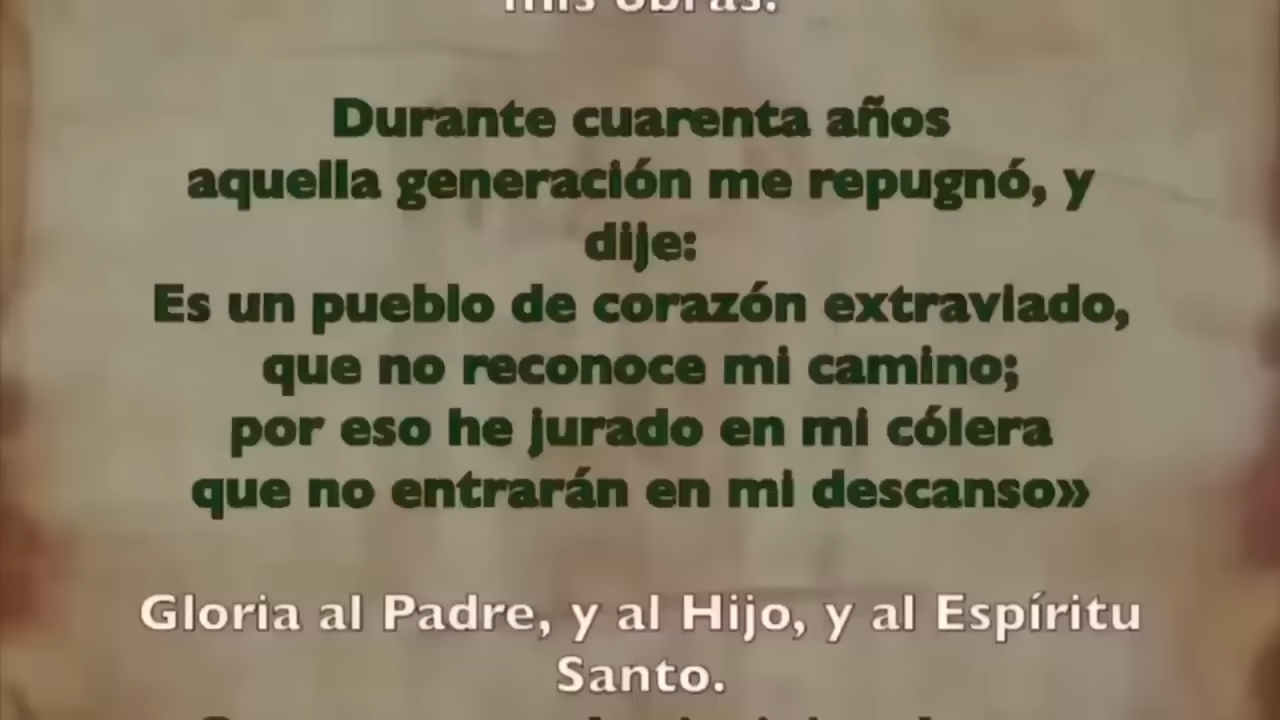 mis obras.
Durante cuarenta años
aquella generación me repugnó, y
dije:
Es un pueblo de corazón extraviado,
que no reconoce mi camino;
por eso he jurado en mi cólera
que no entrarán en mi descanso»
Gloria al Padre, y al Hijo, y al Espíritu
Santo.